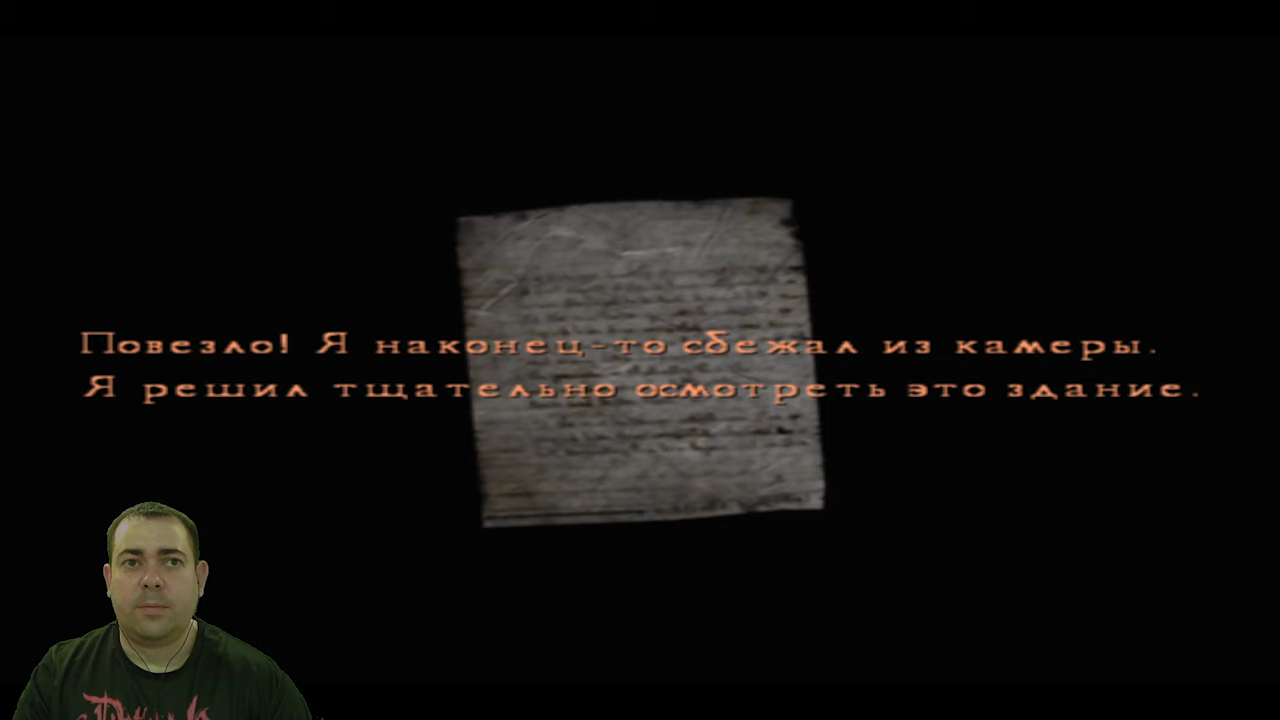 Повезло! Я наконец-то сбежал из камеры.
Я решил тщательно осмотреть это здание.